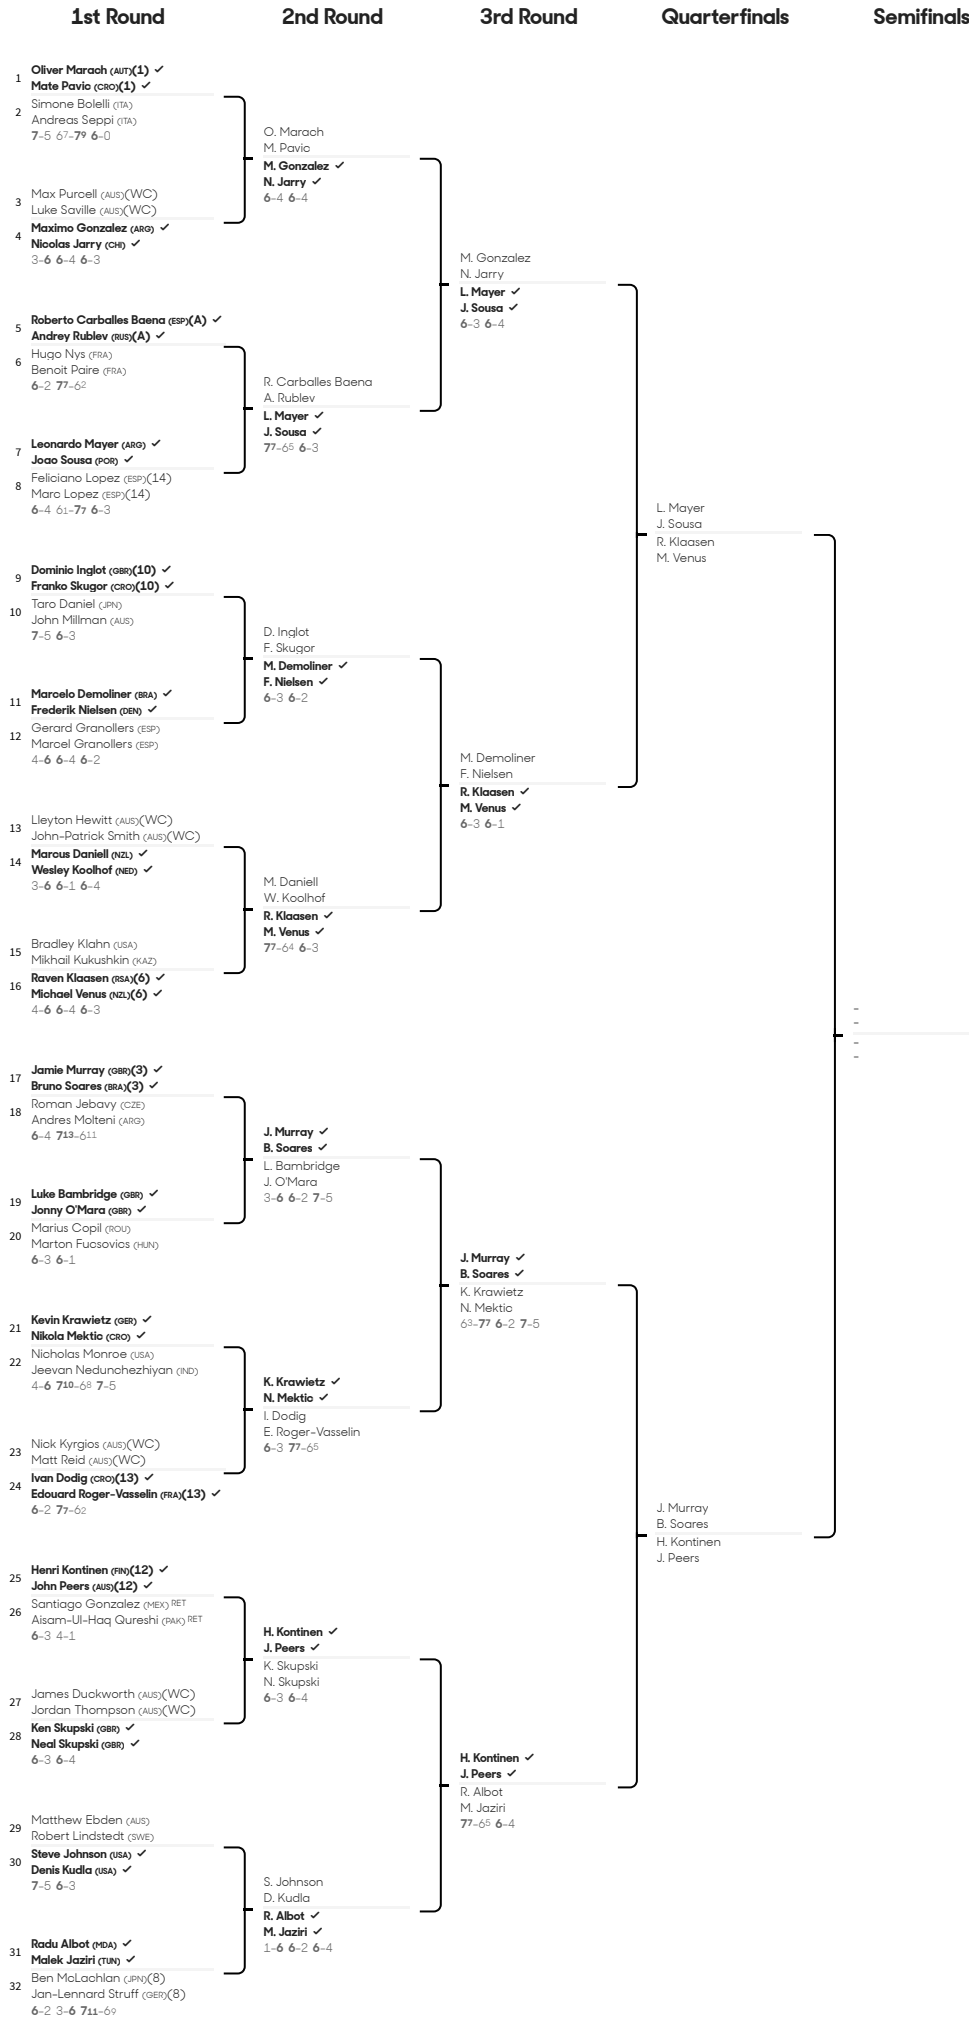 1st Round
2nd Round
3rd Round
Quarterfinals
Semifinals
1
Oliver Marach (AUT)(1) ✓
Mate Pavic (CRO)(1) ✓
2
Simone Bolelli (ITA)
Andreas Seppi (ITA)
7-5 67-79 6-0
3
Max Purcell (AUS)(WC)
Luke Saville (AUS)(WC)
4
Maximo Gonzalez (ARG) ✓
Nicolas Jarry (CHI) ✓
3-6 6-4 6-3
5
Roberto Carballes Baena (ESP)(A) ✓
Andrey Rublev (RUS)(A) ✓
6
Hugo Nys (FRA)
Benoit Paire (FRA)
6-2 77-62
7
Leonardo Mayer (ARG) ✓
Joao Sousa (POR) ✓
8
Feliciano Lopez (ESP)(14)
Marc Lopez (ESP)(14)
6-4 61-77 6-3
9
Dominic Inglot (GBR)(10) ✓
Franko Skugor (CRO)(10) ✓
10
Taro Daniel (JPN)
John Millman (AUS)
7-5 6-3
11
Marcelo Demoliner (BRA) ✓
Frederik Nielsen (DEN) ✓
12
Gerard Granollers (ESP)
Marcel Granollers (ESP)
4-6 6-4 6-2
13
Lleyton Hewitt (AUS)(WC)
John-Patrick Smith (AUS)(WC)
14
Marcus Daniell (NZL) ✓
Wesley Koolhof (NED) ✓
3-6 6-1 6-4
15
Bradley Klahn (USA)
Mikhail Kukushkin (KAZ)
16
Raven Klaasen (RSA)(6) ✓
Michael Venus (NZL)(6) ✓
4-6 6-4 6-3
17
Jamie Murray (GBR)(3) ✓
Bruno Soares (BRA)(3) ✓
18
Roman Jebavy (CZE)
Andres Molteni (ARG)
6-4 713-611
19
Luke Bambridge (GBR) ✓
Jonny O'Mara (GBR) ✓
20
Marius Copil (ROU)
Marton Fucsovics (HUN)
6-3 6-1
21
Kevin Krawietz (GER) ✓
Nikola Mektic (CRO) ✓
22
Nicholas Monroe (USA)
Jeevan Nedunchezhiyan (IND)
4-6 710-68 7-5
23
Nick Kyrgios (AUS)(WC)
Matt Reid (AUS)(WC)
24
Ivan Dodig (CRO)(13) ✓
Edouard Roger-Vasselin (FRA)(13) ✓
6-2 77-62
25
Henri Kontinen (FIN)(12) ✓
John Peers (AUS)(12) ✓
26
Santiago Gonzalez (MEX) RET
Aisam-Ul-Haq Qureshi (PAK) RET
6-3 4-1
27
James Duckworth (AUS)(WC)
Jordan Thompson (AUS)(WC)
28
Ken Skupski (GBR) ✓
Neal Skupski (GBR) ✓
6-3 6-4
29
Matthew Ebden (AUS)
Robert Lindstedt (SWE)
30
Steve Johnson (USA) ✓
Denis Kudla (USA) ✓
7-5 6-3
31
Radu Albot (MDA) ✓
Malek Jaziri (TUN) ✓
32
Ben McLachlan (JPN)(8)
Jan-Lennard Struff (GER)(8)
6-2 3-6 711-69
O. Marach
M. Pavic
M. Gonzalez ✓
N. Jarry ✓
6-4 6-4
R. Carballes Baena
A. Rublev
L. Mayer ✓
J. Sousa ✓
77-65 6-3
D. Inglot
F. Skugor
M. Demoliner ✓
F. Nielsen ✓
6-3 6-2
M. Daniell
W. Koolhof
R. Klaasen ✓
M. Venus ✓
77-64 6-3
J. Murray ✓
B. Soares ✓
L. Bambridge
J. O'Mara
3-6 6-2 7-5
K. Krawietz ✓
N. Mektic ✓
I. Dodig
E. Roger-Vasselin
6-3 77-65
H. Kontinen ✓
J. Peers ✓
K. Skupski
N. Skupski
6-3 6-4
S. Johnson
D. Kudla
R. Albot ✓
M. Jaziri ✓
1-6 6-2 6-4
M. Gonzalez
N. Jarry
L. Mayer ✓
J. Sousa ✓
6-3 6-4
M. Demoliner
F. Nielsen
R. Klaasen ✓
M. Venus ✓
6-3 6-1
J. Murray ✓
B. Soares ✓
K. Krawietz
N. Mektic
63-77 6-2 7-5
H. Kontinen ✓
J. Peers ✓
R. Albot
M. Jaziri
77-65 6-4
L. Mayer
J. Sousa
R. Klaasen
M. Venus
J. Murray
B. Soares
H. Kontinen
J. Peers
-
-
-
-